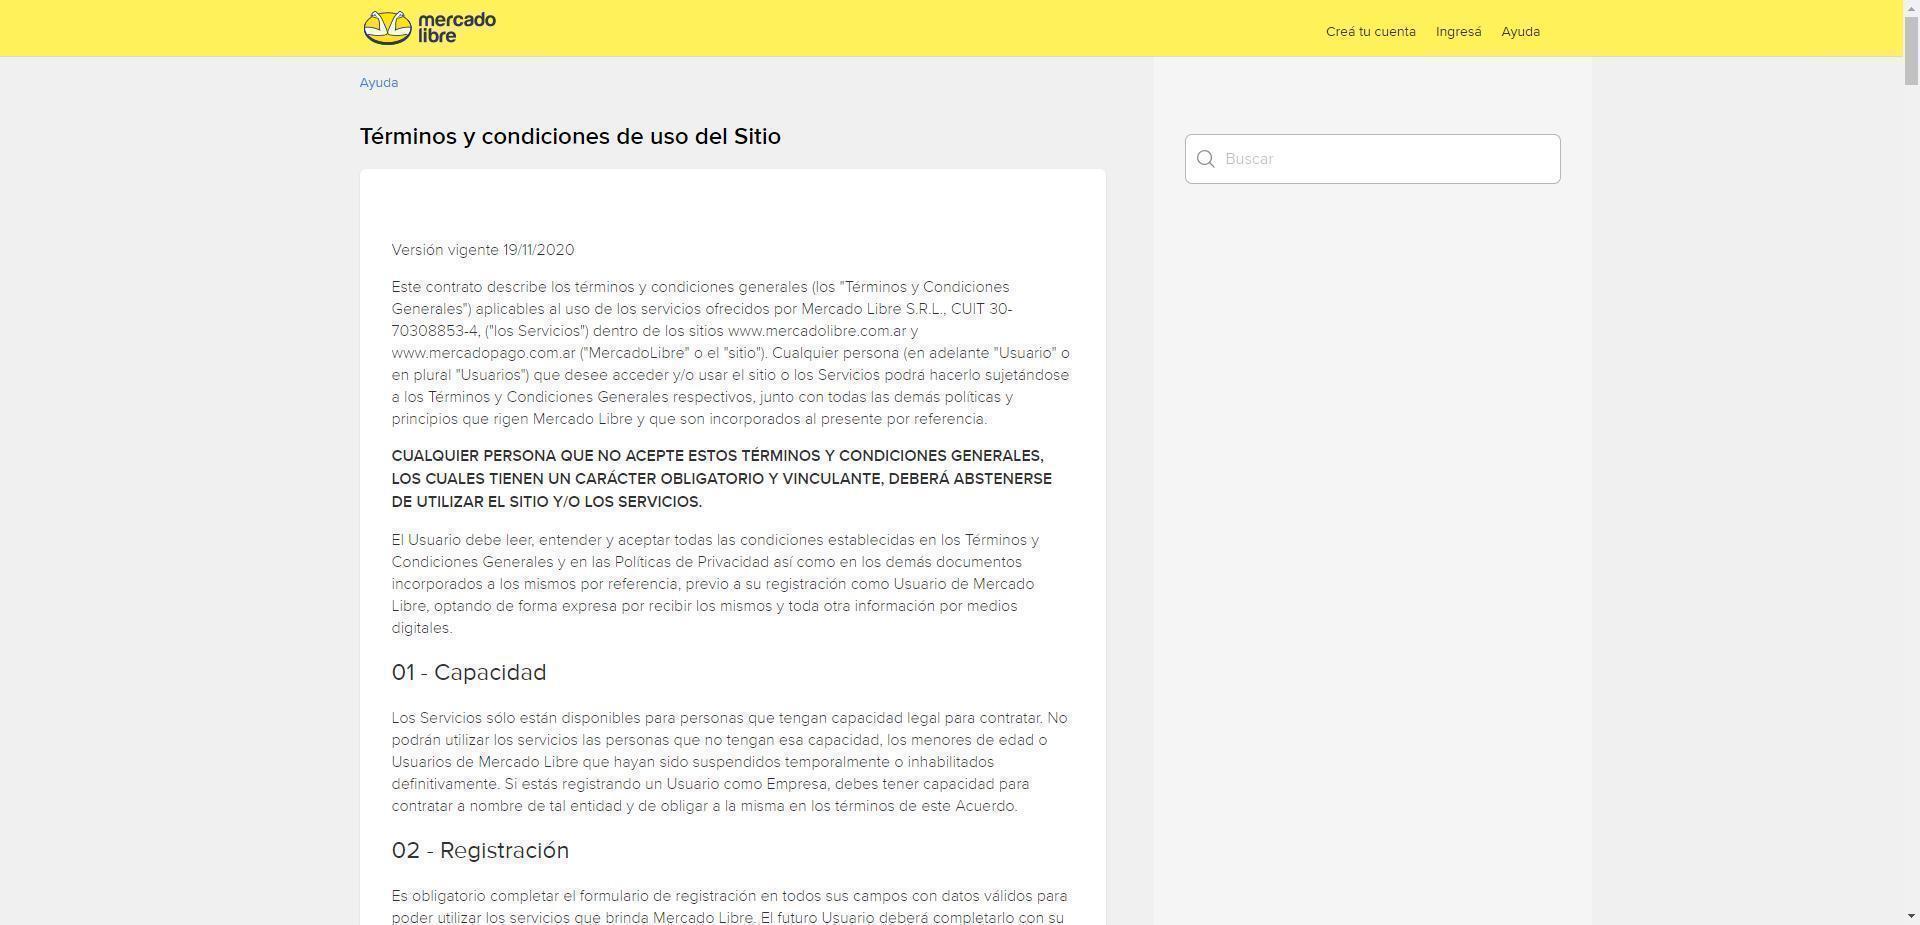 mercado
libre
Creá tu cuenta Ingresá Ayuda
Ayuda
Términos y condiciones de uso del Sitio
Buscar
Versión vigente 19/11/2020
Este contrato describe los términos y condiciones generales (los "Términos y Condiciones
Generales") aplicables al uso de los servicios ofrecidos por Mercado Libre S.R.L., CUIT 30-
70308853-4, ("los Servicios") dentro de los sitios www.mercadolibre.com.ar y
www.mercadopago.com.ar ("MercadoLibre" o el "sitio"). Cualquier persona (en adelante "Usuario" o
en plural "Usuarios") que desee acceder y/o usar el sitio o los Servicios podrá hacerlo sujetándose
a los Términos y Condiciones Generales respectivos, junto con todas las demás políticas y
principios que rigen Mercado Libre y que son incorporados al presente por referencia.
CUALQUIER PERSONA QUE NO ACEPTE ESTOS TÉRMINOS Y CONDICIONES GENERALES,
LOS CUALES TIENEN UN CARÁCTER OBLIGATORIO Y VINCULANTE, DEBERÁ ABSTENERSE
DE UTILIZAR EL SITIO Y/O LOS SERVICIOS.
El Usuario debe leer, entender y aceptar todas las condiciones establecidas en los Términos y
Condiciones Generales y en las Políticas de Privacidad así como en los demás documentos
incorporados a los mismos por referencia, previo a su registración como Usuario de Mercado
Libre, optando de forma expresa por recibir los mismos y toda otra información por medios
digitales.
01 - Capacidad
Los Servicios sólo están disponibles para personas que tengan capacidad legal para contratar. No
podrán utilizar los servicios las personas que no tengan esa capacidad, los menores de edad o
Usuarios de Mercado Libre que hayan sido suspendidos temporalmente o inhabilitados
definitivamente. Si estás registrando un Usuario como Empresa, debes tener capacidad para
contratar a nombre de tal entidad y de obligar a la misma en los términos de este Acuerdo.
02 - Registración
Es obligatorio completar el formulario de registración en todos sus campos con datos válidos para
poder utilizar los servicios que brinda Mercado Libre. El futuro Usuario deberá completarlo con su